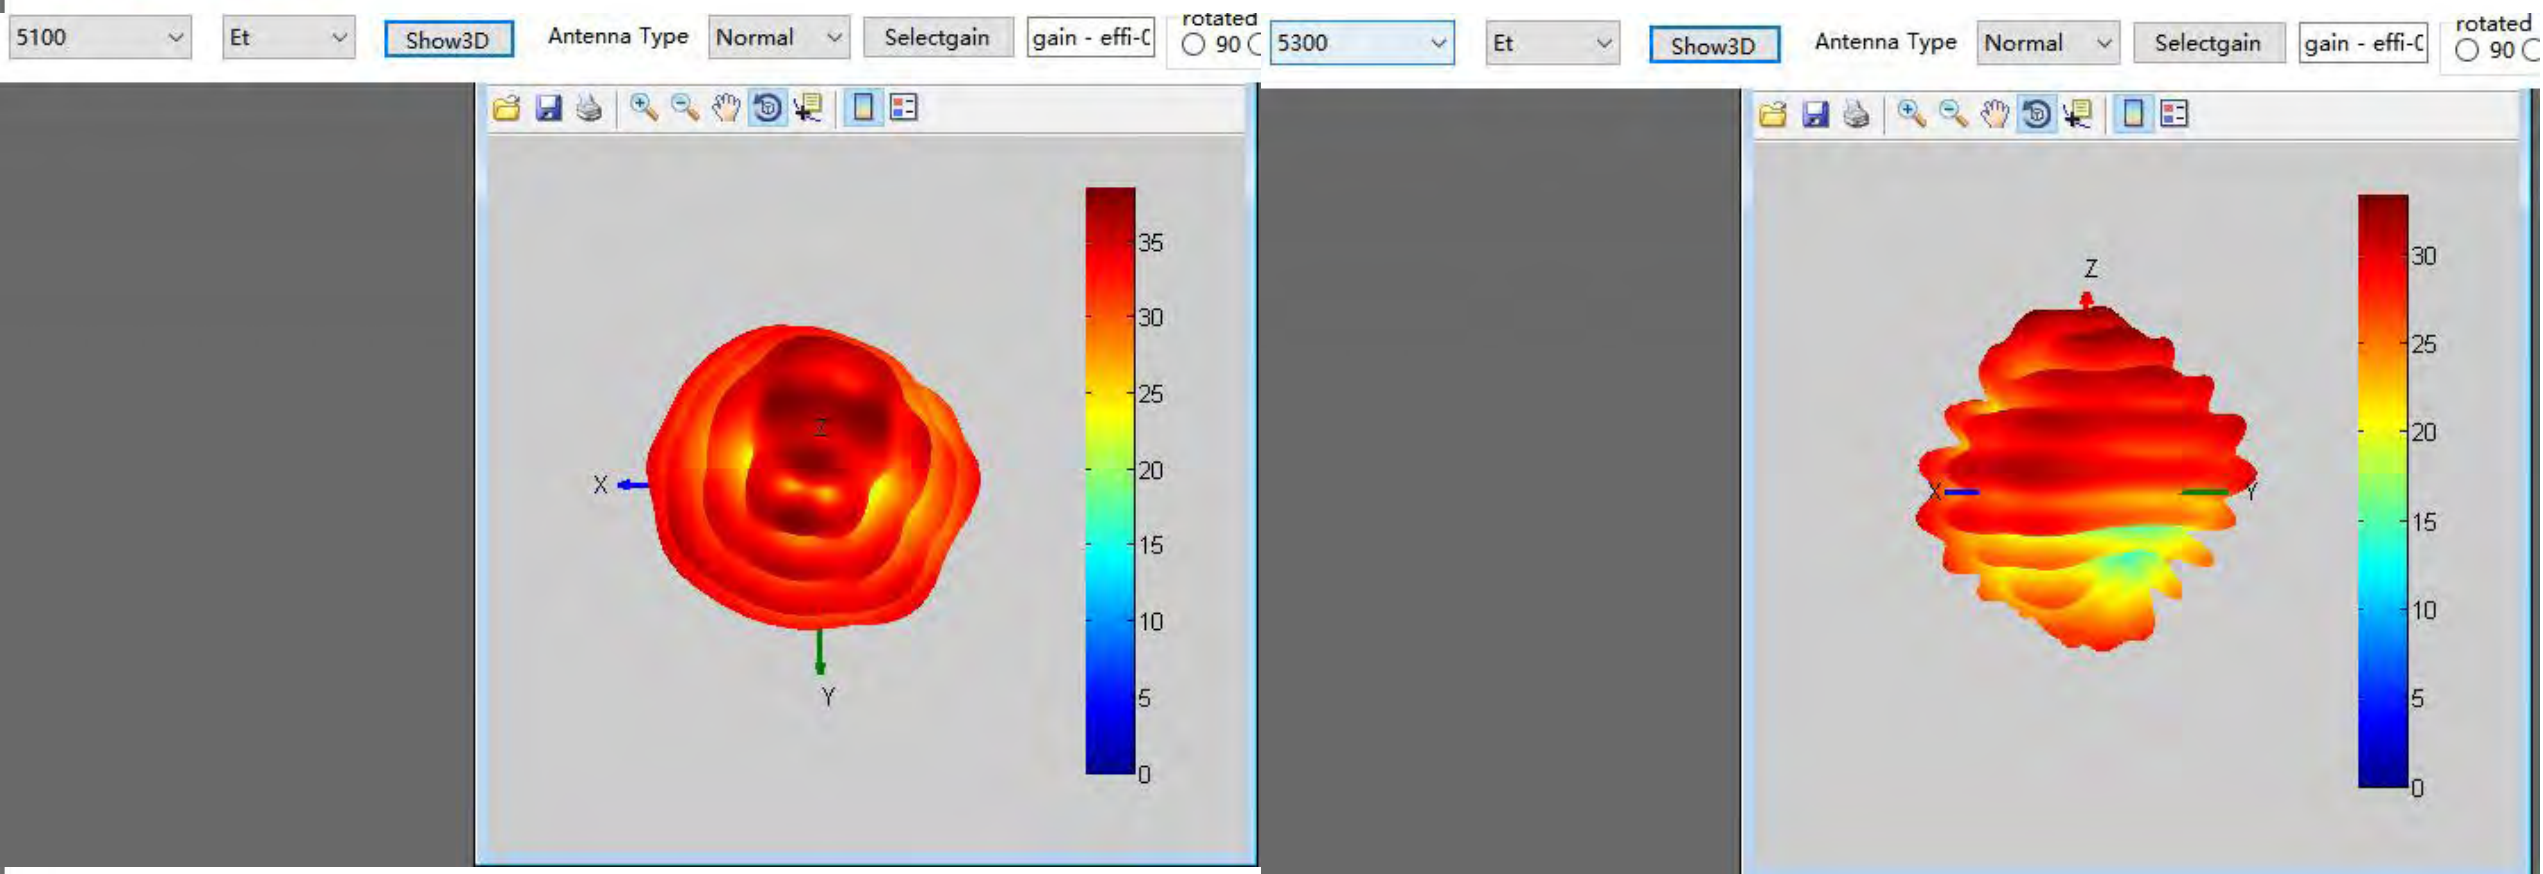 5100 Et Show3D Antenna Type Normal Selectgain gain - effi-C rotated 90
5300 Et Show3D Antenna Type Normal Selectgain gain - effi-C rotated 90
Z
X
Y
35
30
25
20
15
10
5
0
Z
X
Y
30
25
20
15
10
5
0